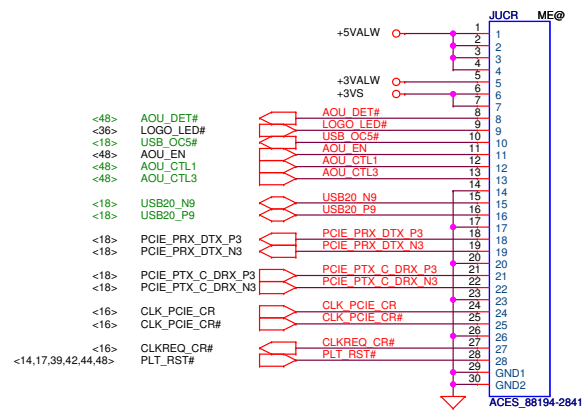 JUCR ME@
+5VALW 1 1
2 2
3 3
4 4
+3VALW 5 5
+3VS 6 6
7 7
<48> AOU_DET# AOU_DET# 8 8
<36> LOGO_LED# LOGO_LED# 9 9
<18> USB_OC5# USB_OC5# 10 10
<48> AOU_EN AOU_EN 11 11
<48> AOU_CTL1 AOU_CTL1 12 12
<48> AOU_CTL3 AOU_CTL3 13 13
14 14
<18> USB20_N9 USB20_N9 15 15
<18> USB20_P9 USB20_P9 16 16
17 17
<18> PCIE_PRX_DTX_P3 PCIE_PRX_DTX_P3 18 18
<18> PCIE_PRX_DTX_N3 PCIE_PRX_DTX_N3 19 19
20 20
<18> PCIE_PTX_C_DRX_P3 PCIE_PTX_C_DRX_P3 21 21
<18> PCIE_PTX_C_DRX_N3 PCIE_PTX_C_DRX_N3 22 22
23 23
<16> CLK_PCIE_CR CLK_PCIE_CR 24 24
<16> CLK_PCIE_CR# CLK_PCIE_CR# 25 25
26 26
<16> CLKREQ_CR# CLKREQ_CR# 27 27
<14,17,39,42,44,48> PLT_RST# PLT_RST# 28 28
29 GND1
30 GND2
ACES_88194-2841